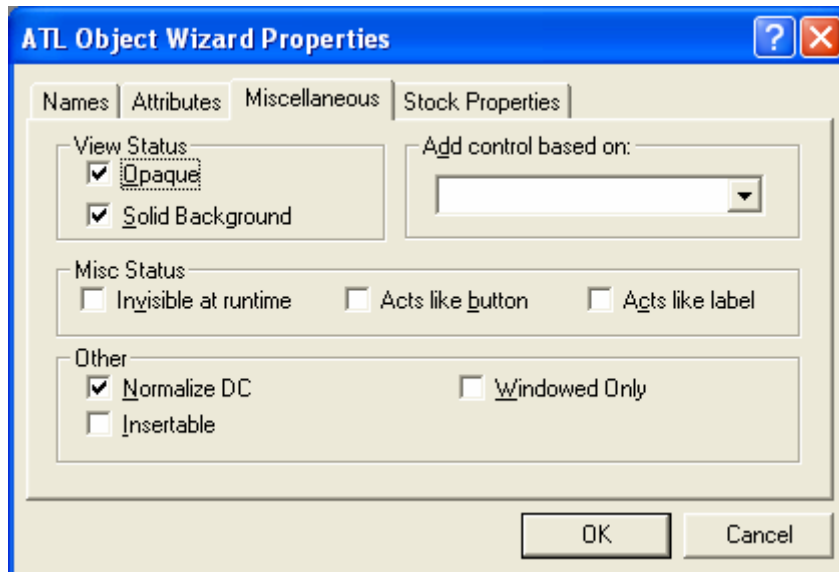 ATL Object Wizard Properties
Names Attributes Miscellaneous Stock Properties
View Status
Opaque
Solid Background
Add control based on:
Misc Status
Invisible at runtime Acts like button Acts like label
Other
Normalize DC Windowed Only
Insertable
OK Cancel